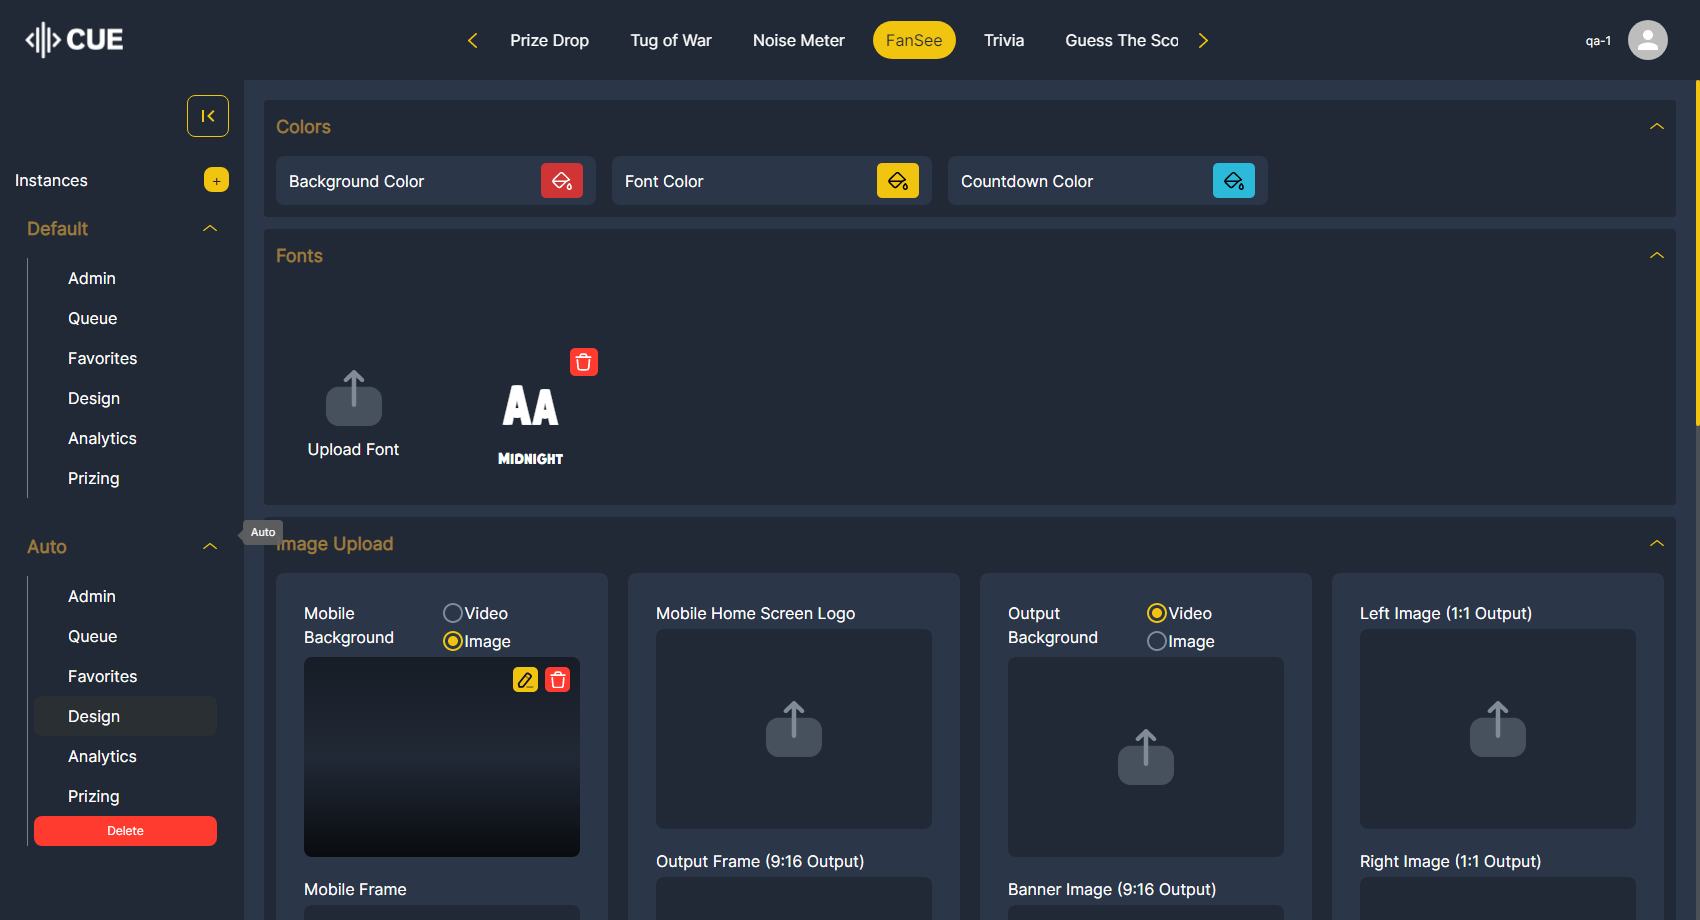 CUE
Prize Drop
Tug of War
Noise Meter
FanSee
Trivia
Guess The Sco
qa-1
Instances
+
Default
Admin
Queue
Favorites
Design
Analytics
Prizing
Auto
Admin
Queue
Favorites
Design
Analytics
Prizing
Delete
Auto
Colors
Background Color
Font Color
Countdown Color
Fonts
Upload Font
AA
MIDNIGHT
Image Upload
Mobile
Background
Video
Image
Mobile Frame
Mobile Home Screen Logo
Output Frame (9:16 Output)
Output
Background
Video
Image
Banner Image (9:16 Output)
Left Image (1:1 Output)
Right Image (1:1 Output)